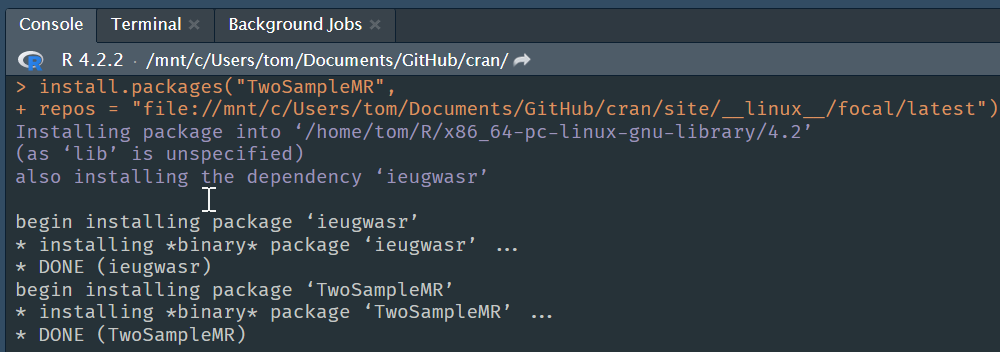 Console Terminal Background Jobs
R R 4.2.2 · /mnt/c/Users/tom/Documents/GitHub/cran/
> install.packages("TwoSampleMR",
+ repos = "file://mnt/c/Users/tom/Documents/GitHub/cran/site/__linux__/focal/latest")
Installing package into ‘/home/tom/R/x86_64-pc-linux-gnu-library/4.2’
(as ‘lib’ is unspecified)
also installing the dependency ‘ieugwasr’
begin installing package ‘ieugwasr’
* installing *binary* package ‘ieugwasr’ ...
* DONE (ieugwasr)
begin installing package ‘TwoSampleMR’
* installing *binary* package ‘TwoSampleMR’ ...
* DONE (TwoSampleMR)